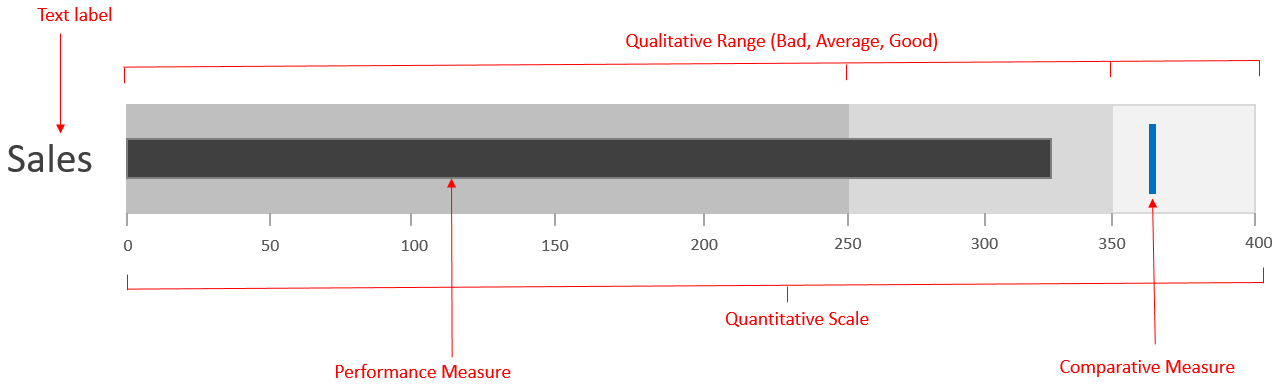 Text label
Qualitative Range (Bad, Average, Good)
Sales
0 50 100 150 200 250 300 350 400
Quantitative Scale
Performance Measure
Comparative Measure